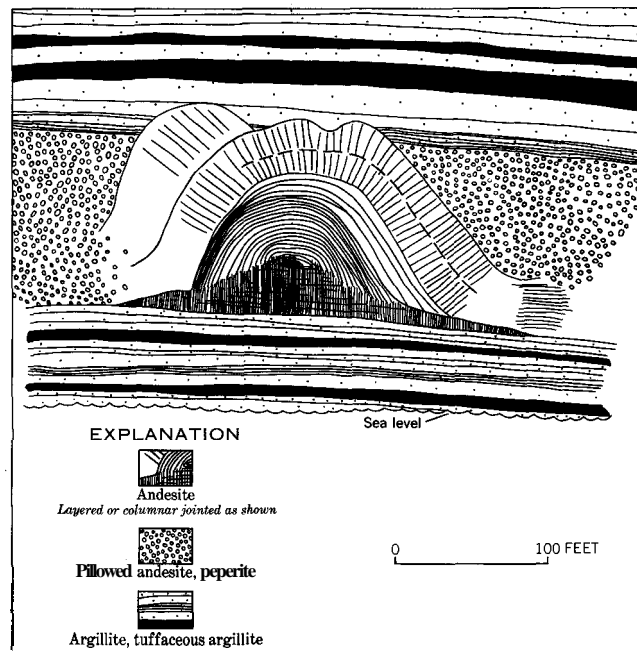 Sea level
EXPLANATION
Andesite
Layered or columnar jointed as shown
0 100 FEET
Pillowed andesite, peperite
Argillite, tuffaceous argillite